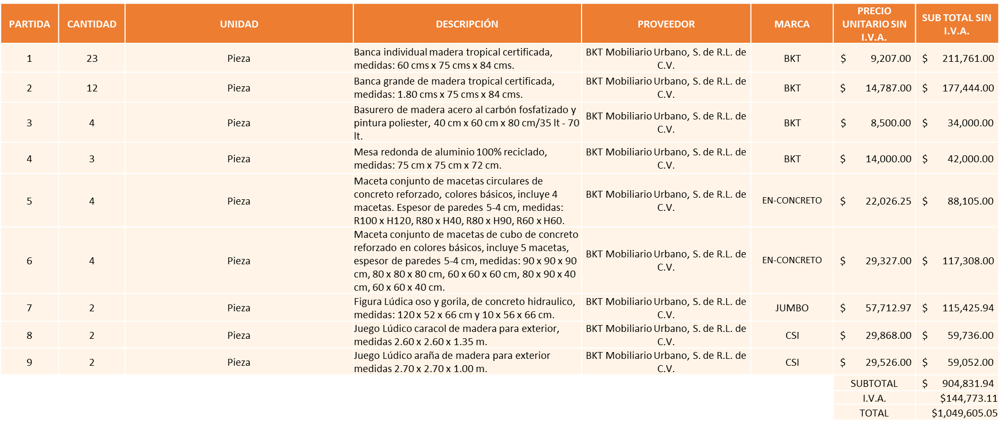 PARTIDA CANTIDAD UNIDAD DESCRIPCIÓN PROVEEDOR MARCA PRECIO UNITARIO SIN I.V.A. SUB TOTAL SIN I.V.A.
1 23 Pieza Banca individual madera tropical certificada, BKT Mobiliario Urbano, S. de R.L. de BKT $ 9,207.00 $ 211,761.00
medidas: 60 cms x 75 cms x 84 cms. C.V.
2 12 Pieza Banca grande de madera tropical certificada, BKT Mobiliario Urbano, S. de R.L. de BKT $ 14,787.00 $ 177,444.00
medidas: 1.80 cms x 75 cms x 84 cms. C.V.
3 4 Pieza Basurero de madera acero al carbón fosfatizado y BKT Mobiliario Urbano, S. de R.L. de BKT $ 8,500.00 $ 34,000.00
pintura poliester, 40 cm x 60 cm x 80 cm/35 lt - 70 C.V.
lt.
4 3 Pieza Mesa redonda de aluminio 100% reciclado, BKT Mobiliario Urbano, S. de R.L. de BKT $ 14,000.00 $ 42,000.00
medidas: 75 cm x 75 cm x 72 cm. C.V.
5 4 Pieza Maceta conjunto de macetas circulares de BKT Mobiliario Urbano, S. de R.L. de EN-CONCRETO $ 22,026.25 $ 88,105.00
concreto reforzado, colores básicos, incluye 4 C.V.
macetas. Espesor de paredes 5-4 cm, medidas:
R100 x H120, R80 x H40, R80 x H90, R60 x H60.
6 4 Pieza Maceta conjunto de macetas de cubo de concreto BKT Mobiliario Urbano, S. de R.L. de EN-CONCRETO $ 29,327.00 $ 117,308.00
reforzado en colores básicos, incluye 5 macetas, C.V.
espesor de paredes 5-4 cm, medidas: 90 x 90 x 90
cm, 80 x 80 x 80 cm, 60 x 60 x 60 cm, 80 x 90 x 40
cm, 60 x 60 x 40 cm.
7 2 Pieza Figura Lúdica oso y gorila, de concreto hidraulico, BKT Mobiliario Urbano, S. de R.L. de JUMBO $ 57,712.97 $ 115,425.94
medidas: 120 x 52 x 66 cm y 10 x 56 x 66 cm. C.V.
8 2 Pieza Juego Lúdico caracol de madera para exterior, BKT Mobiliario Urbano, S. de R.L. de CSI $ 29,868.00 $ 59,736.00
medidas 2.60 x 2.60 x 1.35 m. C.V.
9 2 Pieza Juego Lúdico araña de madera para exterior BKT Mobiliario Urbano, S. de R.L. de CSI $ 29,526.00 $ 59,052.00
medidas 2.70 x 2.70 x 1.00 m. C.V.
SUBTOTAL $ 904,831.94
I.V.A. $144,773.11
TOTAL $1,049,605.05